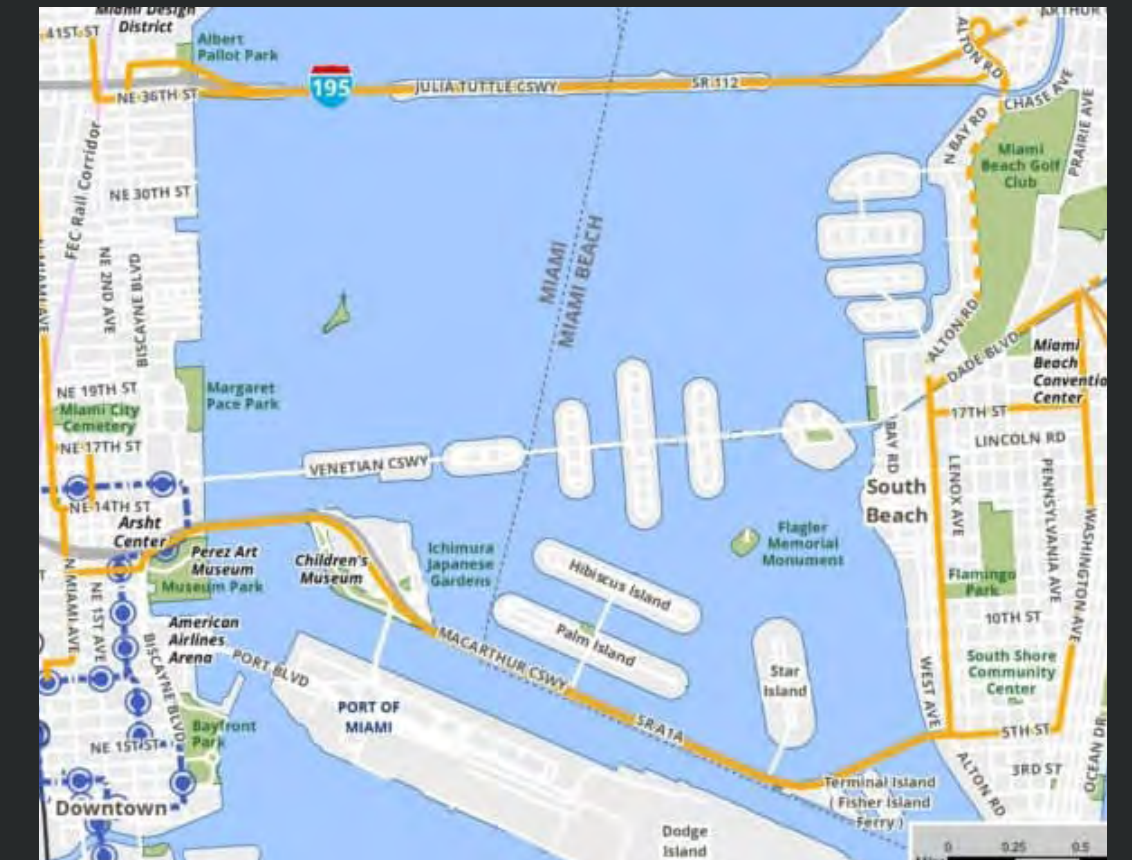 Miami Design
District
41ST ST
Albert
Pallot Park
ARTHUR
ALTON RD
195
JULIA TUTTLE CSWY
SR 112
NE 36TH ST
CHASE AVE
PRAIRIE AVE
N BAY RD
Miami
Beach Golf
Club
FEC Rail Corridor
NE 30TH ST
NE 2ND AVE
BISCAYNE BLVD
N MIAMI AVE
MIAMI
MIAMI BEACH
ALTON RD
DADE BLVD
Miami
Beach
Conventio
Center
NE 19TH ST
Miami City
Cemetery
Margaret
Pace Park
NE 17TH ST
17TH ST
LINCOLN RD
BAY RD
VENETIAN CSWY
South
Beach
LENOX AVE
PENNSYLVANIA AVE
WASHINGTON AVE
NE 14TH ST
Arsht
Center
Perez Art
Museum
Museum Park
Children's
Museum
Ichimura
Japanese
Gardens
Flagler
Memorial
Monument
Hibiscus Island
Palm Island
Flamingo
Park
10TH ST
N MIAMI AVE
NE 1ST AVE
American
Airlines
Arena
BISCAYNE BLVD
PORT BLVD
MACARTHUR CSWY
Star
Island
South Shore
Community
Center
WEST AVE
PORT OF
MIAMI
SR A1A
Bayfront
Park
NE 1ST ST
5TH ST
3RD ST
OCEAN DR
ALTON RD
Terminal Island
( Fisher Island
Ferry )
Downtown
Dodge
Island
0 0.25 0.5